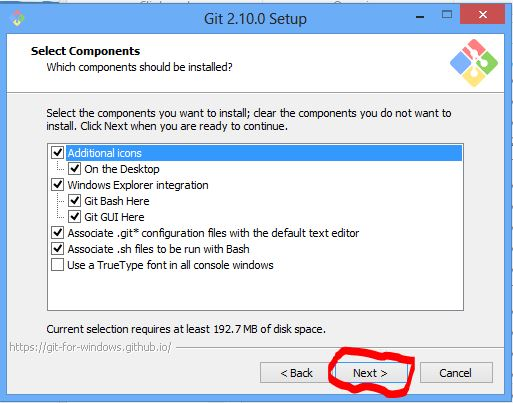 Git 2.10.0 Setup
Select Components
Which components should be installed?
Select the components you want to install; clear the components you do not want to
install. Click Next when you are ready to continue.
Additional icons
On the Desktop
Windows Explorer integration
Git Bash Here
Git GUI Here
Associate .git* configuration files with the default text editor
Associate .sh files to be run with Bash
Use a TrueType font in all console windows
Current selection requires at least 192.7 MB of disk space.
https://git-for-windows.github.io/
< Back
Next >
Cancel